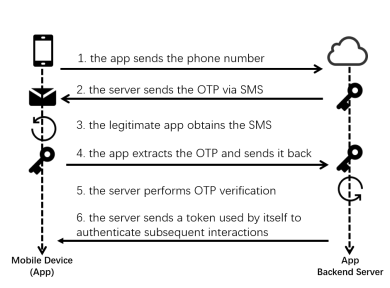 1. the app sends the phone number
2. the server sends the OTP via SMS
3. the legitimate app obtains the SMS
4. the app extracts the OTP and sends it back
5. the server performs OTP verification
6. the server sends a token used by itself to
authenticate subsequent interactions
Mobile Device
(App)
App
Backend Server